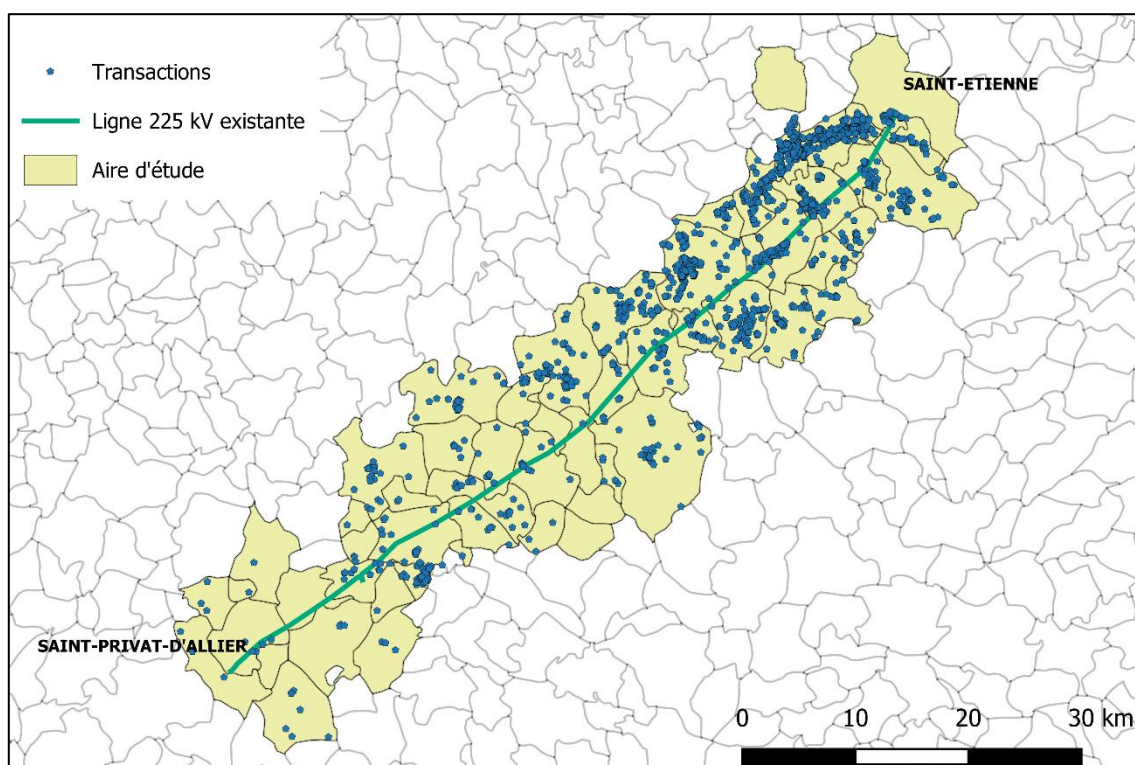 Transactions
Ligne 225 kV existante
Aire d'étude
SAINT-ETIENNE
SAINT-PRIVAT-D'ALLIER
0 10 20 30 km